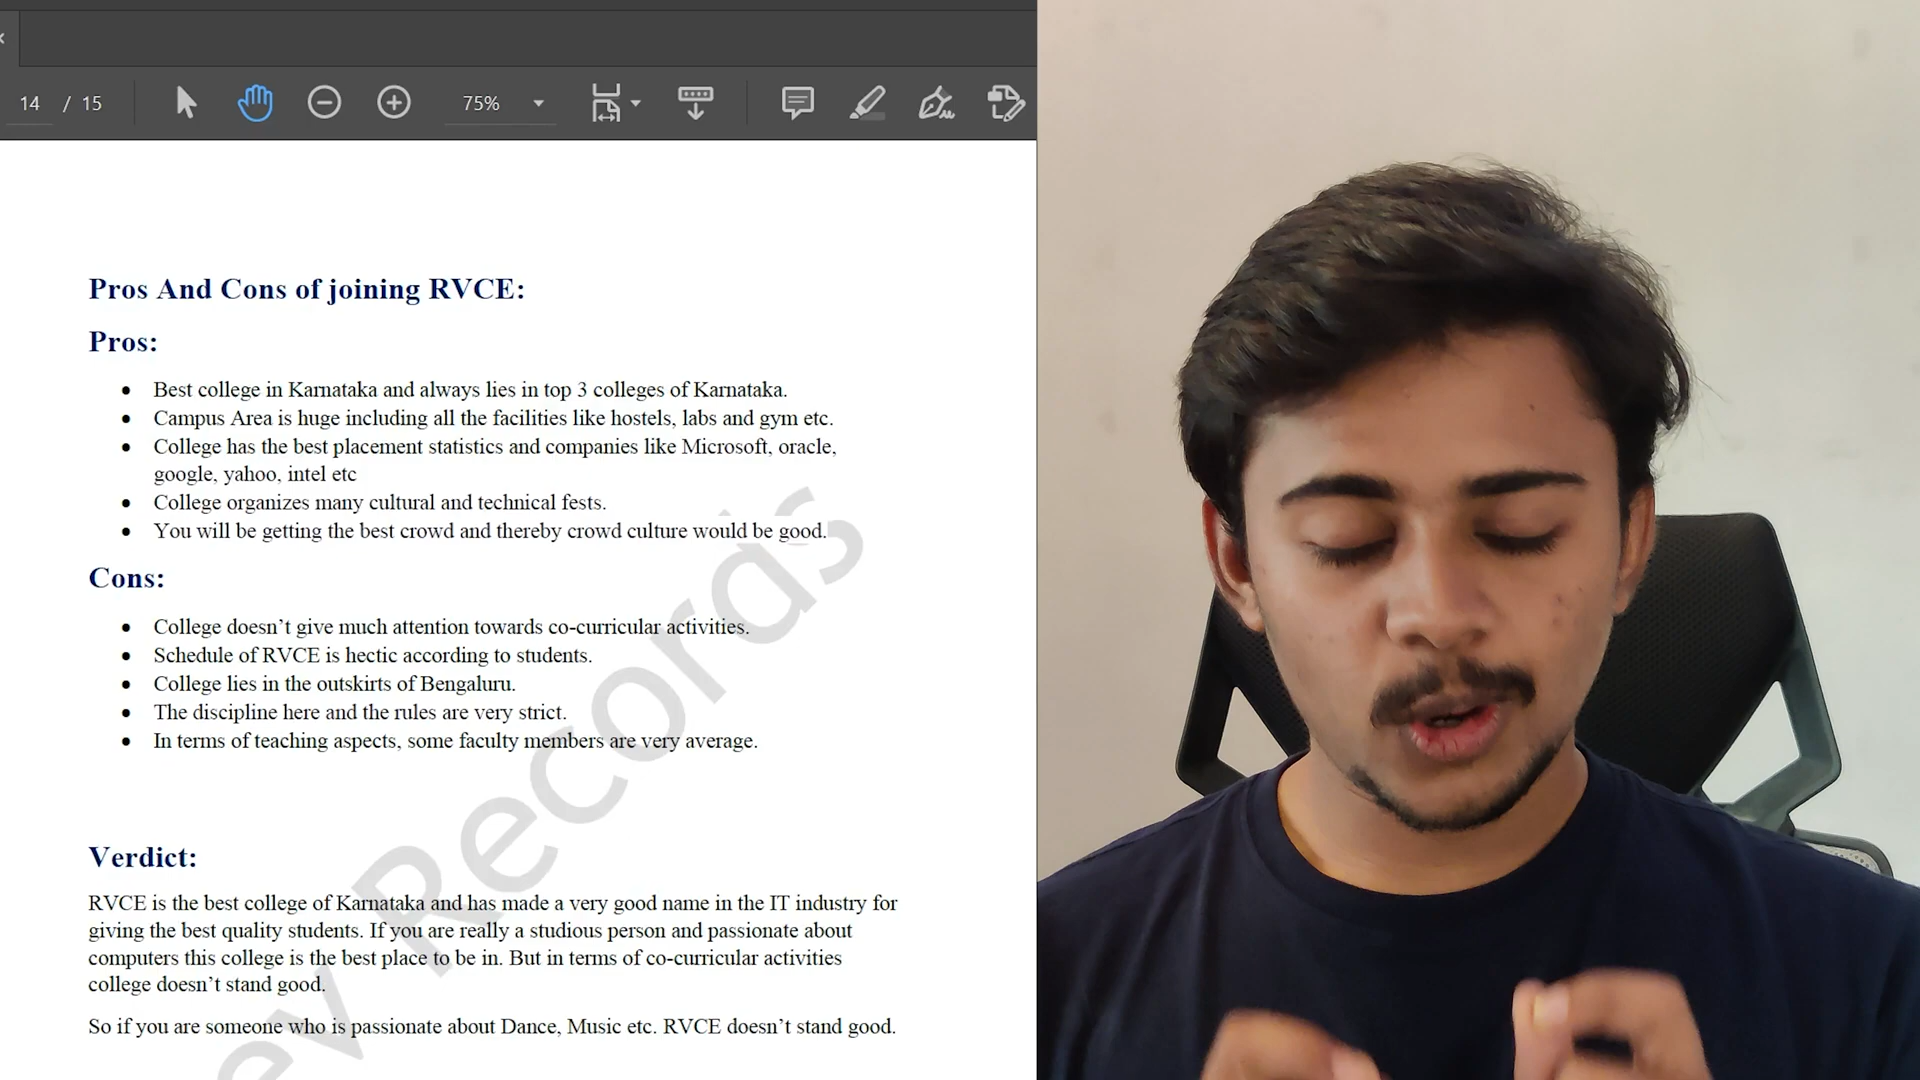 14 / 15
75%
Pros And Cons of joining RVCE:
Pros:
• Best college in Karnataka and always lies in top 3 colleges of Karnataka.
• Campus Area is huge including all the facilities like hostels, labs and gym etc.
• College has the best placement statistics and companies like Microsoft, oracle,
google, yahoo, intel etc
• College organizes many cultural and technical fests.
• You will be getting the best crowd and thereby crowd culture would be good.
Cons:
• College doesn’t give much attention towards co-curricular activities.
• Schedule of RVCE is hectic according to students.
• College lies in the outskirts of Bengaluru.
• The discipline here and the rules are very strict.
• In terms of teaching aspects, some faculty members are very average.
Verdict:
RVCE is the best college of Karnataka and has made a very good name in the IT industry for
giving the best quality students. If you are really a studious person and passionate about
computers this college is the best place to be in. But in terms of co-curricular activities
college doesn’t stand good.
So if you are someone who is passionate about Dance, Music etc. RVCE doesn’t stand good.
ev Records